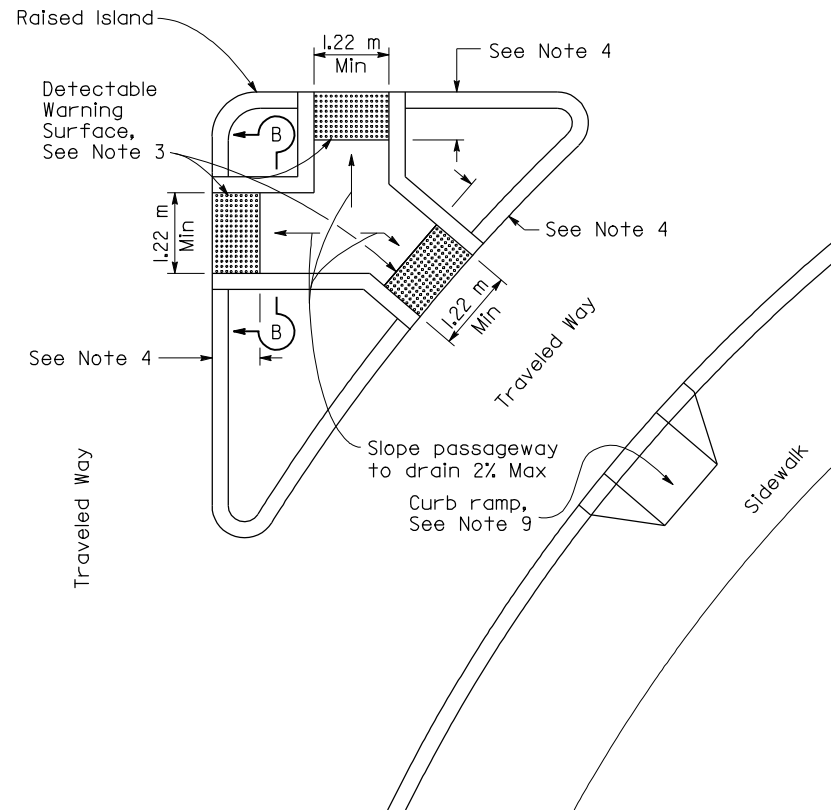 Raised Island
1.22 m
Min
See Note 4
Detectable
Warning
Surface,
See Note 3
B
1.22 m
Min
See Note 4
1.22 m
Min
B
See Note 4
Traveled Way
Slope passageway
to drain 2% Max
Curb ramp,
See Note 9
Sidewalk
Traveled Way